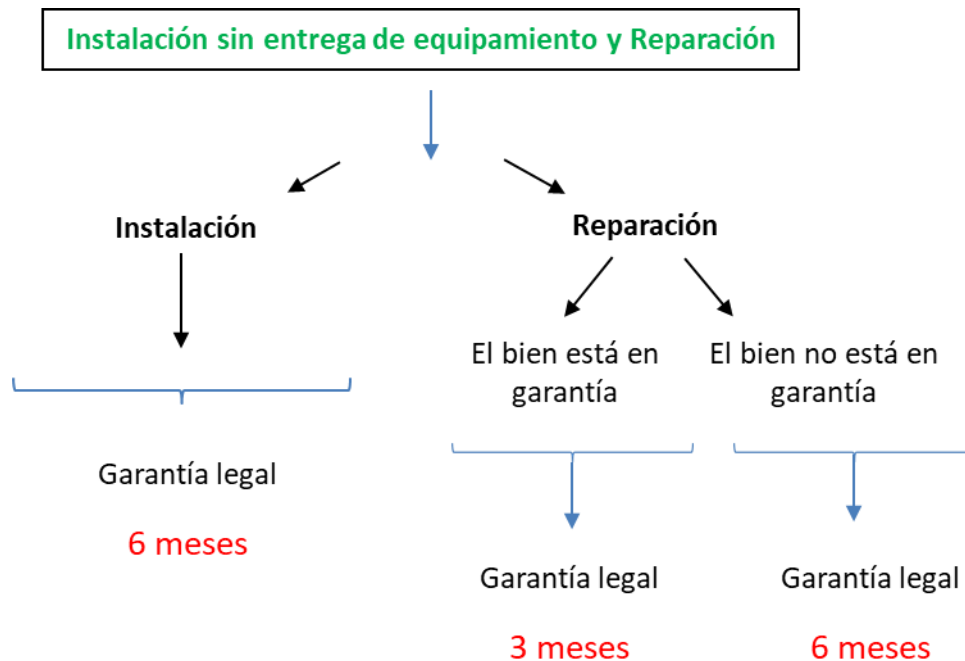 Instalación sin entrega de equipamiento y Reparación
Instalación
Reparación
El bien está en
garantía
El bien no está en
garantía
Garantía legal
6 meses
Garantía legal
3 meses
Garantía legal
6 meses